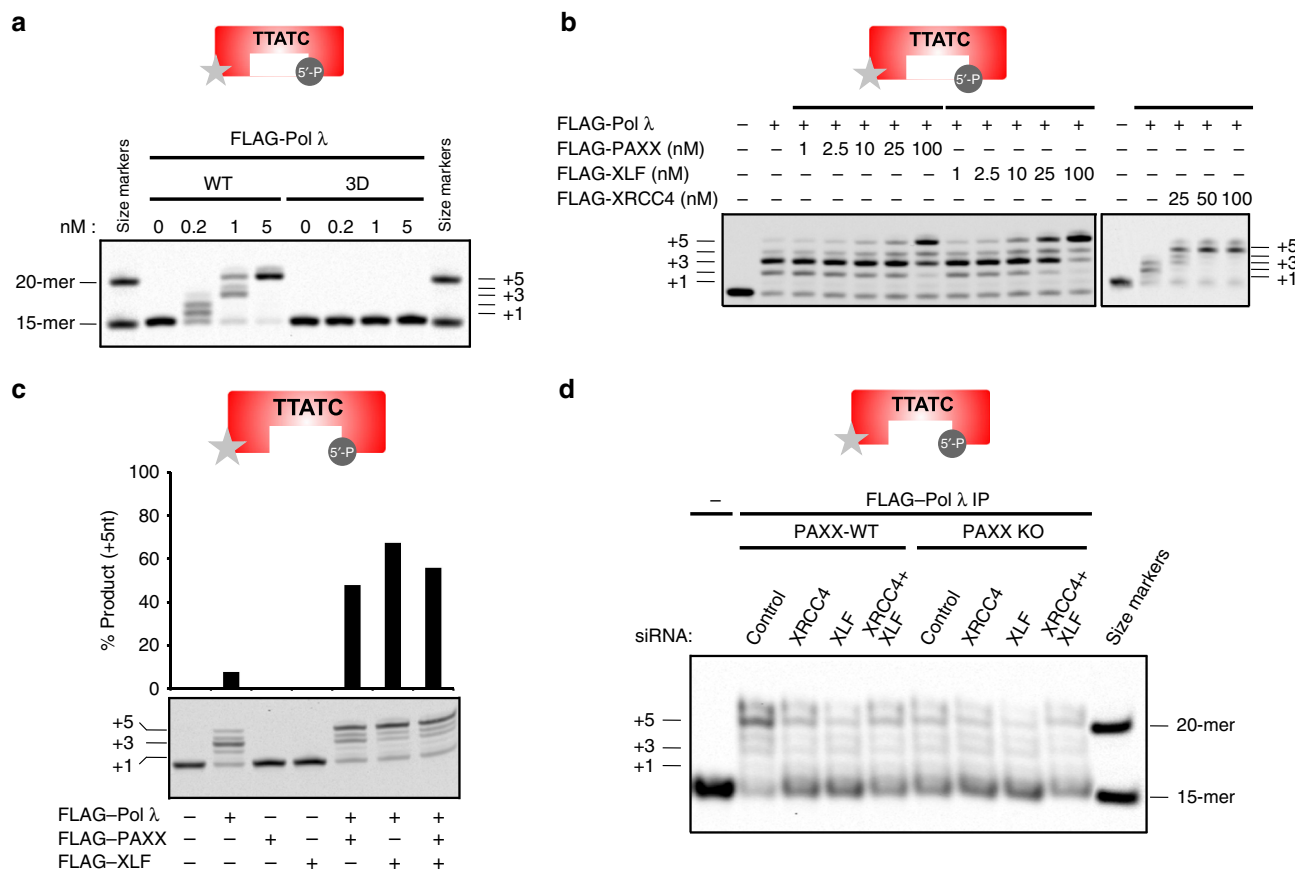 a
TTATC
5′-P
FLAG-Pol λ
Size markers
WT
3D
Size markers
nM : 0 0.2 1 5 0 0.2 1 5
20-mer
15-mer
+5
+3
+1
b
TTATC
5′-P
FLAG-Pol λ – + + + + + + + + + + + – + + + +
FLAG-PAXX (nM) – – 1 2.5 10 25 100 – – – – – – – – – –
FLAG-XLF (nM) – – – – – – – 1 2.5 10 25 100 – – – – –
FLAG-XRCC4 (nM) – – – – – – – – – – – – – – 25 50 100
+5
+3
+1
+5
+3
+1
c
TTATC
5′-P
% Product (+5nt)
100
80
60
40
20
0
+5
+3
+1
FLAG–Pol λ – + – – + + +
FLAG–PAXX – – + – + – +
FLAG–XLF – – – + – + +
d
TTATC
5′-P
– FLAG–Pol λ IP
PAXX-WT PAXX KO
siRNA: Control XRCC4 XLF XRCC4+ XLF Control XRCC4 XLF XRCC4+ XLF Size markers
+5
+3
+1
20-mer
15-mer